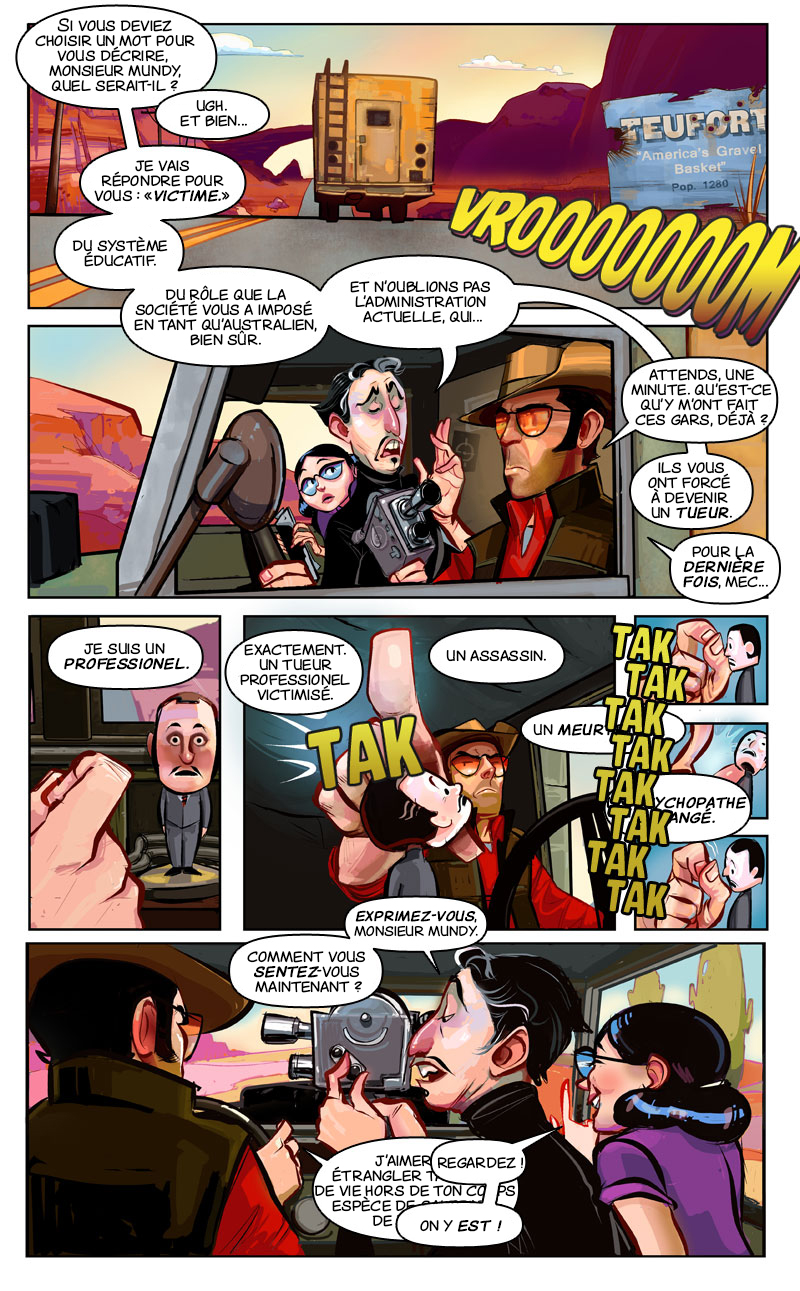 SI VOUS DEVIEZ
CHOISIR UN MOT POUR
VOUS DÉCRIRE,
MONSIEUR MUNDY,
QUEL SERAIT-IL ?
UGH.
ET BIEN...
JE VAIS
RÉPONDRE POUR
VOUS : «VICTIME.»
TEUFORT
"America's Gravel
Basket"
Pop. 1280
VROOOOOOOOM
DU SYSTÈME
ÉDUCATIF.
DU RÔLE QUE LA
SOCIÉTÉ VOUS A IMPOSÉ
EN TANT QU'AUSTRALIEN,
BIEN SÛR.
ET N'OUBLIONS PAS
L'ADMINISTRATION
ACTUELLE, QUI...
ATTENDS, UNE
MINUTE. QU'EST-CE
QU'Y M'ONT FAIT
CES GARS, DÉJÀ ?
ILS VOUS
ONT FORCÉ
À DEVENIR
UN TUEUR.
POUR LA
DERNIÈRE
FOIS, MEC...
JE SUIS UN
PROFESSIONEL.
EXACTEMENT.
UN TUEUR
PROFESSIONEL
VICTIMISÉ.
UN ASSASSIN.
TAK
UN MEUR
YCHOPATHE
ANGÉ.
TAK
TAK
TAK
TAK
TAK
TAK
TAK
TAK
EXPRIMEZ-VOUS,
MONSIEUR MUNDY.
COMMENT VOUS
SENTEZ-VOUS
MAINTENANT ?
J'AIMER
ÉTRANGLER T
DE VIE HORS DE TON CO PS
ESPÈCE DE
DE
REGARDEZ !
ON Y EST !